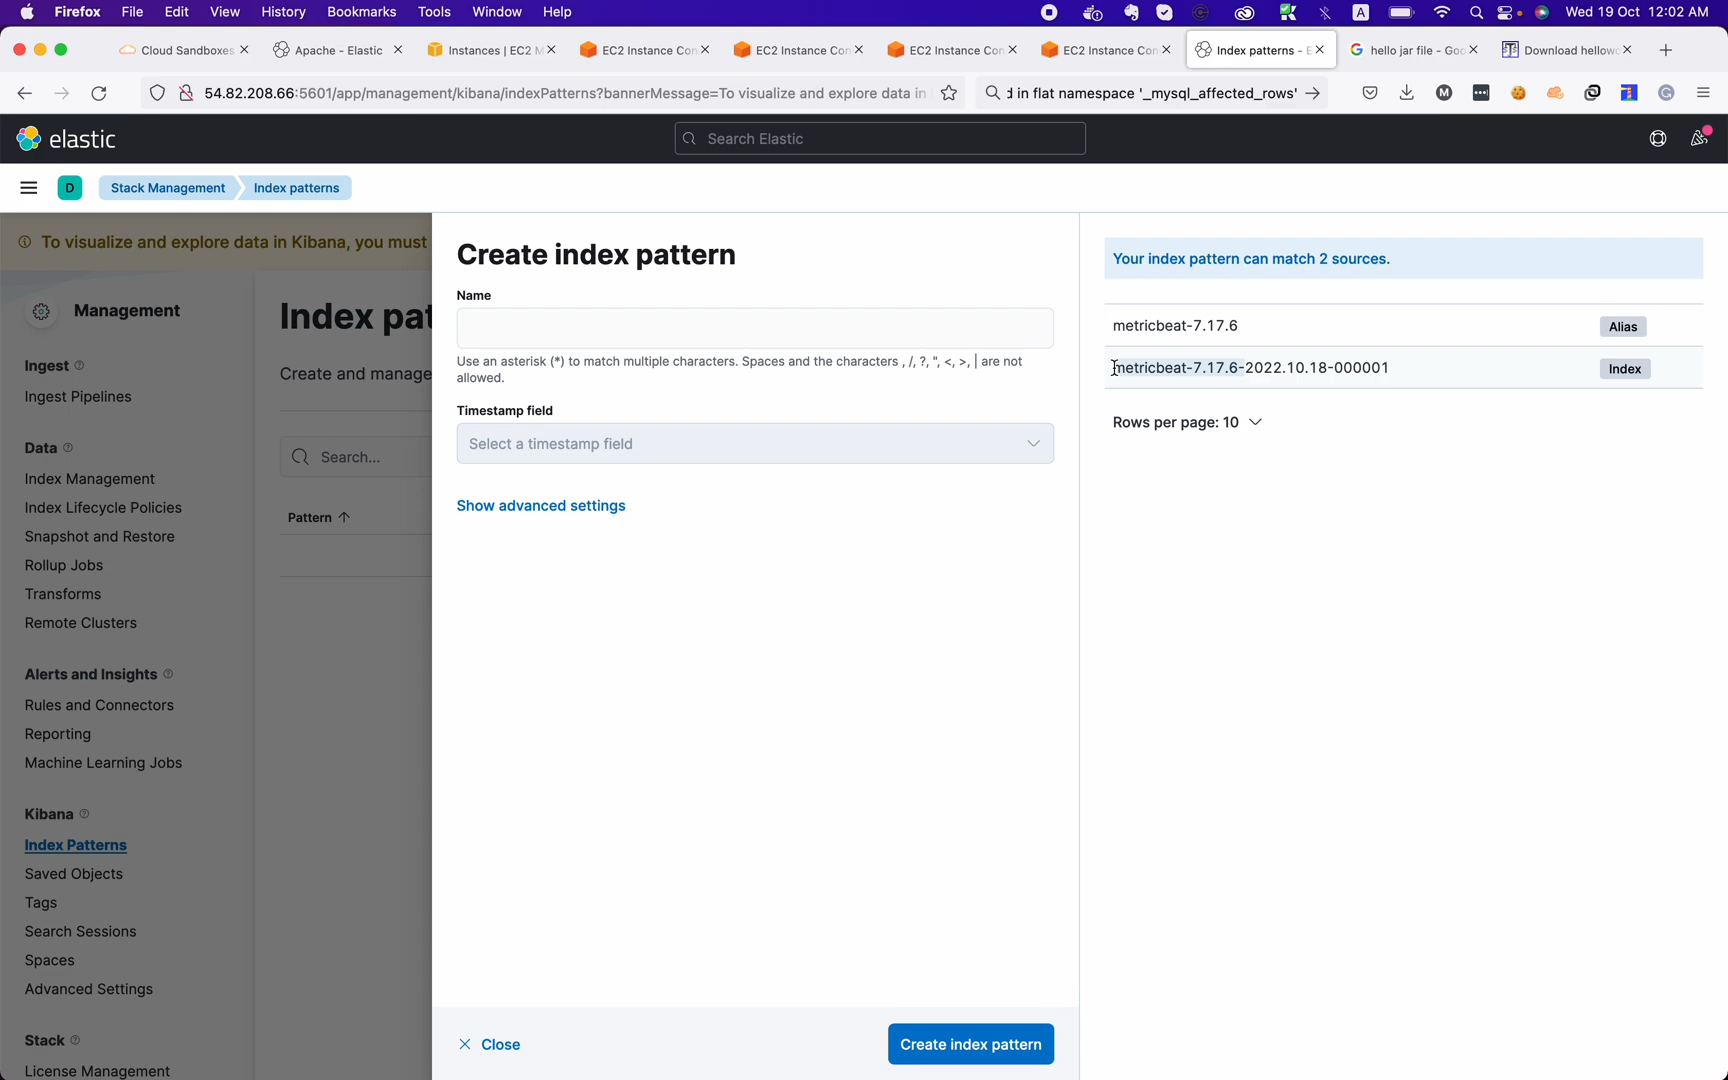 Firefox File Edit View History Bookmarks Tools Window Help A Wed 19 Oct 12:02 AM
Cloud Sandboxes Apache - Elastic Instances | EC2 M EC2 Instance Con EC2 Instance Con EC2 Instance Con EC2 Instance Con Index patterns - E hello jar file - Goo Download hellowo
54.82.208.66:5601/app/management/kibana/indexPatterns?bannerMessage=To visualize and explore data in d in flat namespace '_mysql_affected_rows'
elastic
Search Elastic
D Stack Management Index patterns
To visualize and explore data in Kibana, you must
Management
Ingest
Ingest Pipelines
Data
Index Management
Index Lifecycle Policies
Snapshot and Restore
Rollup Jobs
Transforms
Remote Clusters
Alerts and Insights
Rules and Connectors
Reporting
Machine Learning Jobs
Kibana
Index Patterns
Saved Objects
Tags
Search Sessions
Spaces
Advanced Settings
Stack
License Management
Index pat
Create and manage
Search...
Pattern
Create index pattern
Name
Use an asterisk (*) to match multiple characters. Spaces and the characters , /, ?, ", <, >, | are not
allowed.
Timestamp field
Select a timestamp field
Show advanced settings
Close
Create index pattern
Your index pattern can match 2 sources.
metricbeat-7.17.6 Alias
metricbeat-7.17.6-2022.10.18-000001 Index
Rows per page: 10